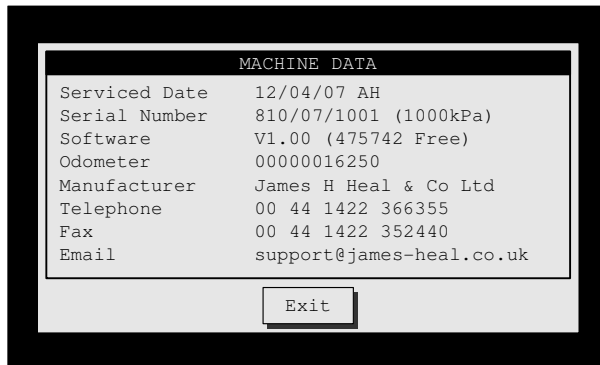 MACHINE DATA
Serviced Date 12/04/07 AH
Serial Number 810/07/1001 (1000kPa)
Software V1.00 (475742 Free)
Odometer 00000016250
Manufacturer James H Heal & Co Ltd
Telephone 00 44 1422 366355
Fax 00 44 1422 352440
Email support@james-heal.co.uk
Exit